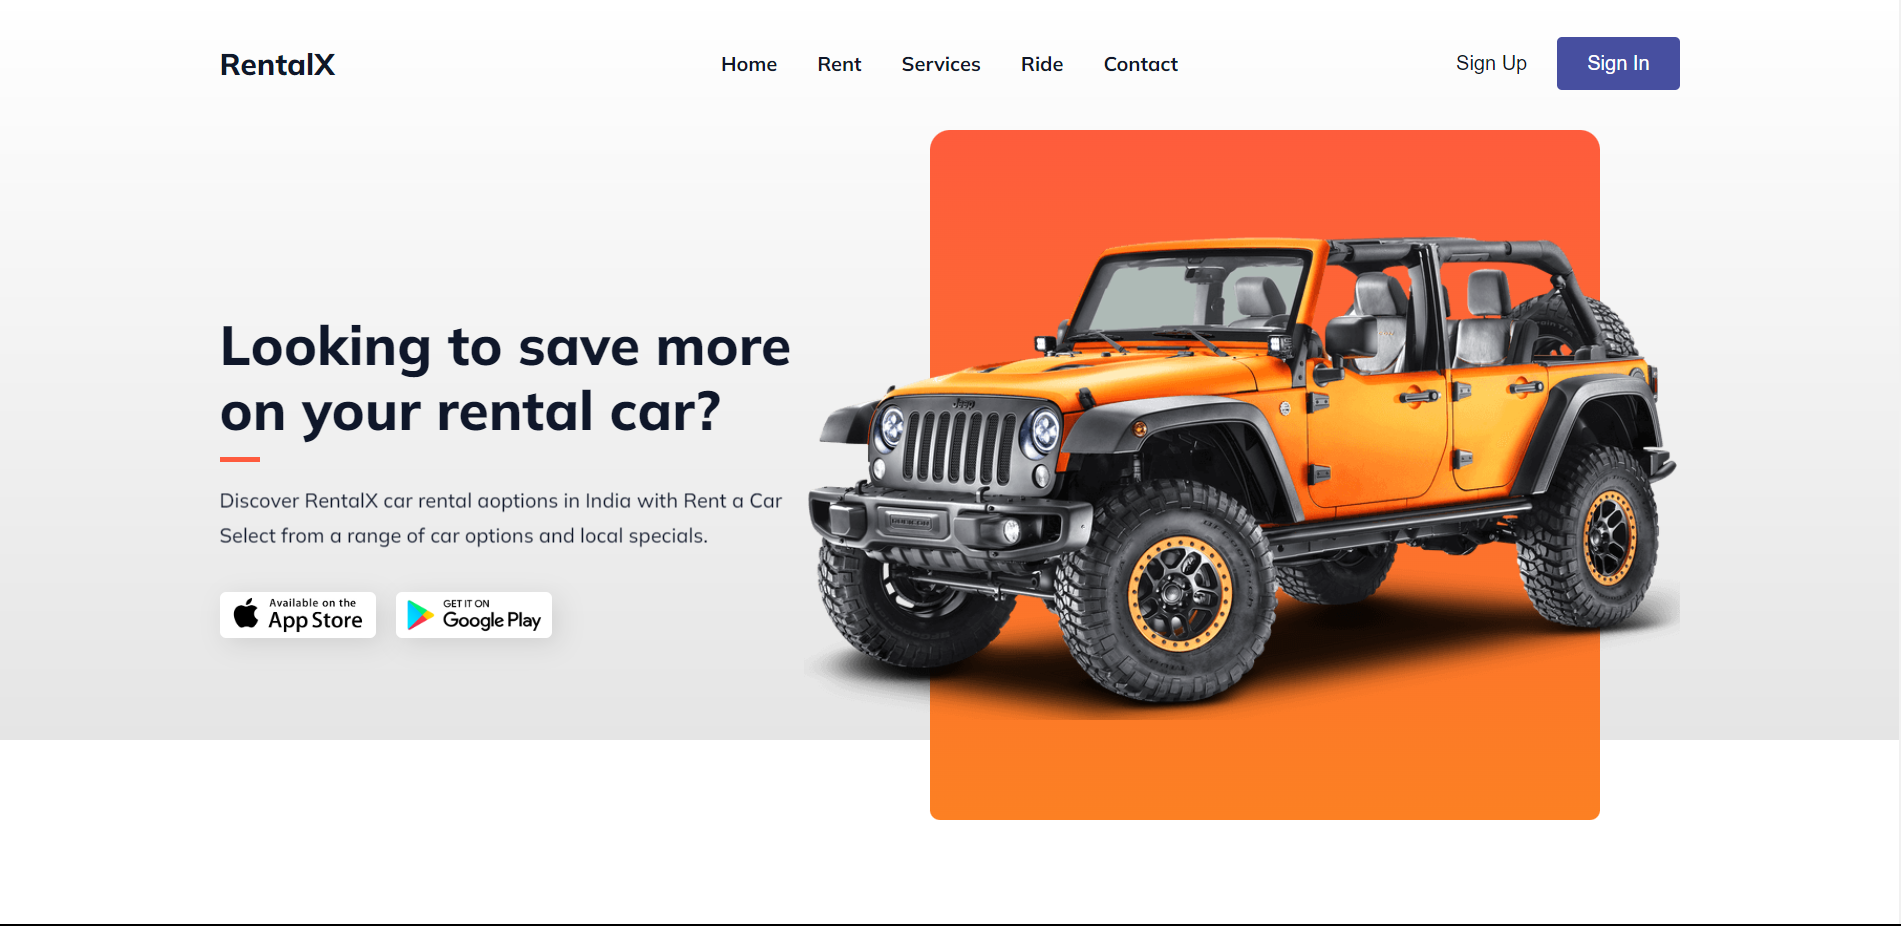 RentalX
Home Rent Services Ride Contact
Sign Up Sign In
Looking to save more
on your rental car?
Discover RentalX car rental aoptions in India with Rent a Car
Select from a range of car options and local specials.
Available on the
App Store
GET IT ON
Google Play
Jeep
RUBICON